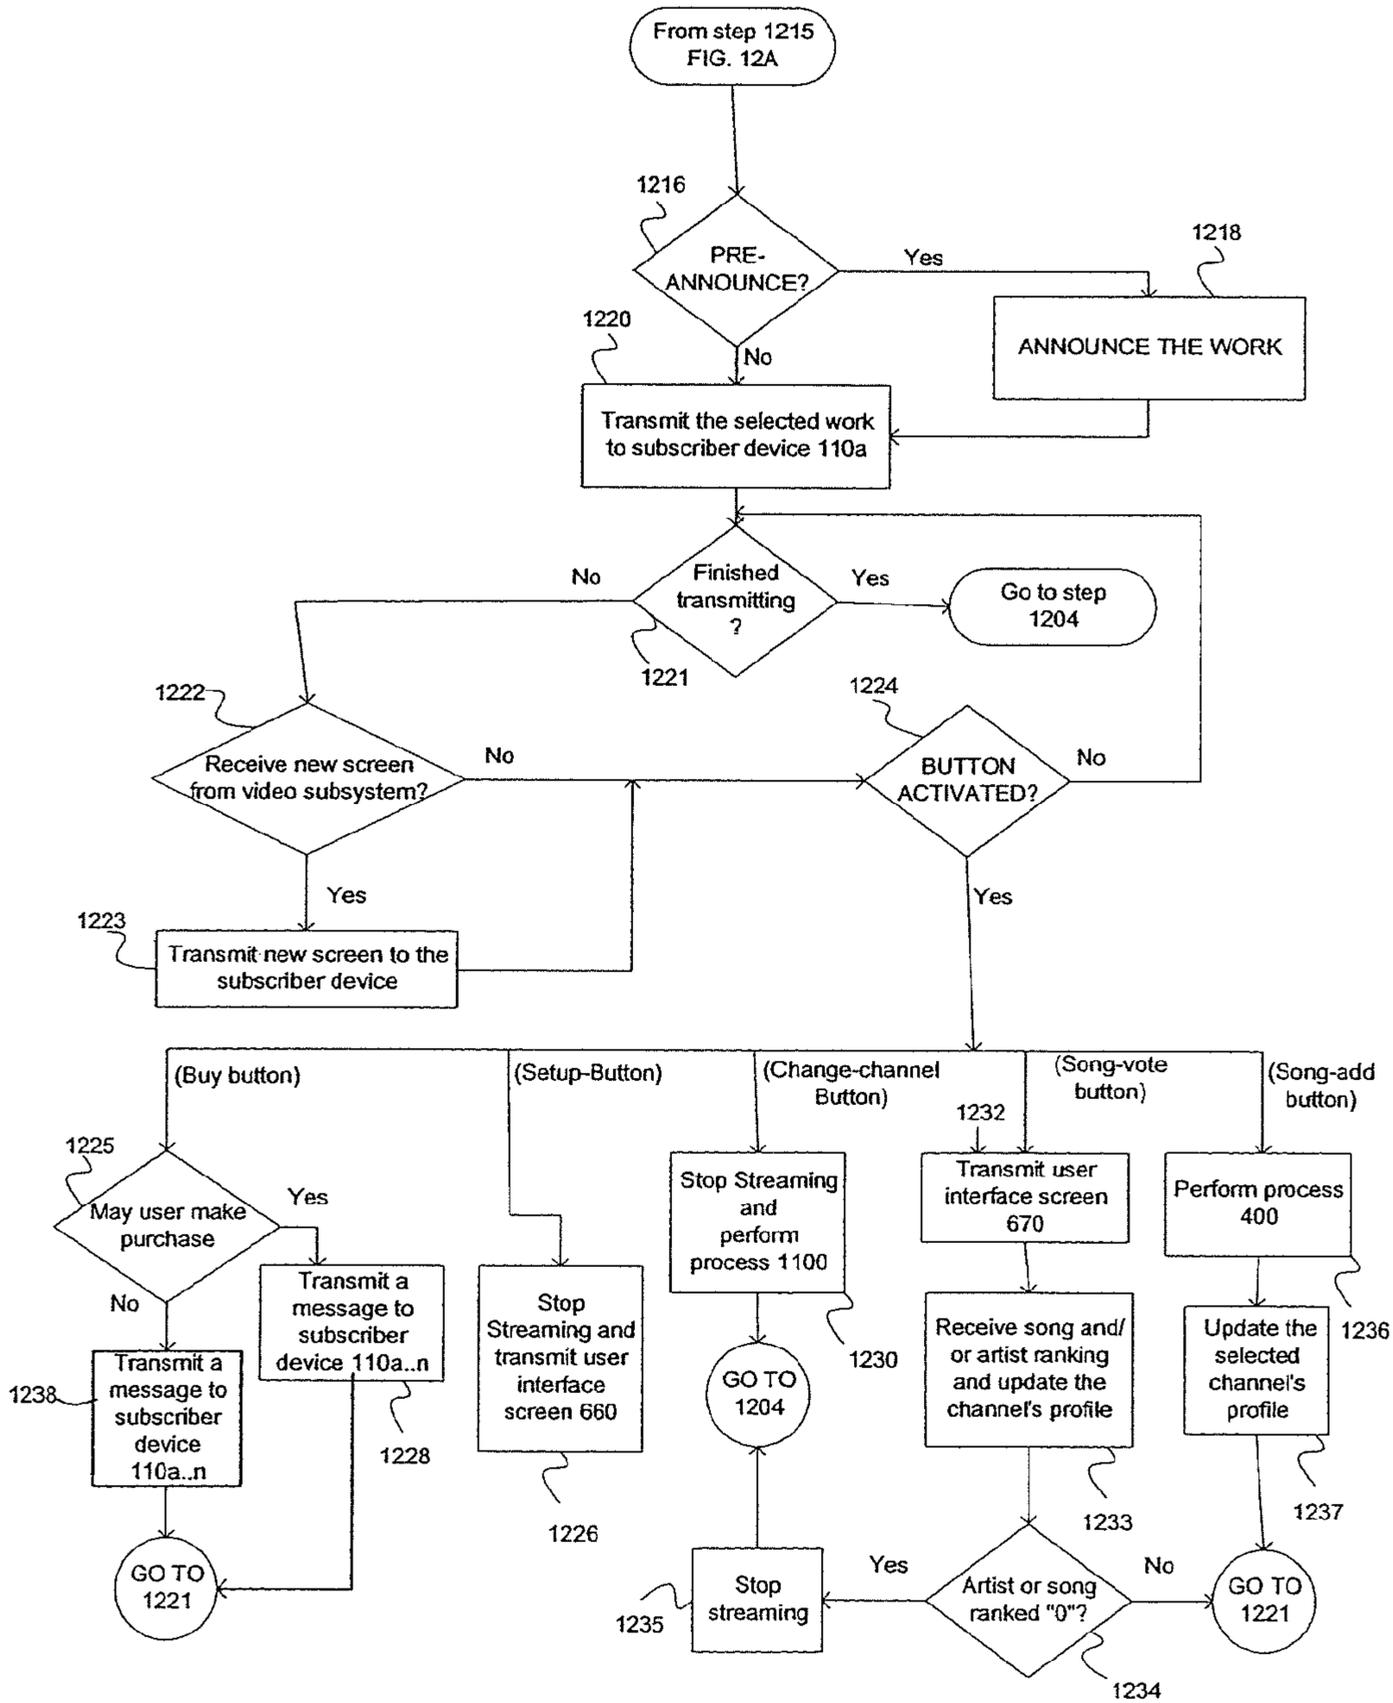 From step 1215
FIG. 12A
1216
PRE-
ANNOUNCE?
Yes
1218
ANNOUNCE THE WORK
No
1220
Transmit the selected work
to subscriber device 110a
Finished
transmitting
?
No
Yes
Go to step
1204
1221
1222
Receive new screen
from video subsystem?
No
1224
BUTTON
ACTIVATED?
No
Yes
Yes
1223
Transmit new screen to the
subscriber device
(Buy button)
(Setup-Button)
(Change-channel
Button)
(Song-vote
button)
(Song-add
button)
1225
May user make
purchase
Yes
No
Transmit a
message to
subscriber
device 110a..n
1228
1238
Transmit a
message to
subscriber
device
110a..n
GO TO
1221
Stop
Streaming and
transmit user
interface
screen 660
1226
Stop Streaming
and
perform
process 1100
1230
GO TO
1204
1232
Transmit user
interface screen
670
Receive song and/
or artist ranking
and update the
channel's profile
1233
Artist or song
ranked "0"?
1234
Yes
Stop
streaming
1235
No
Perform process
400
1236
Update the
selected
channel's
profile
1237
GO TO
1221